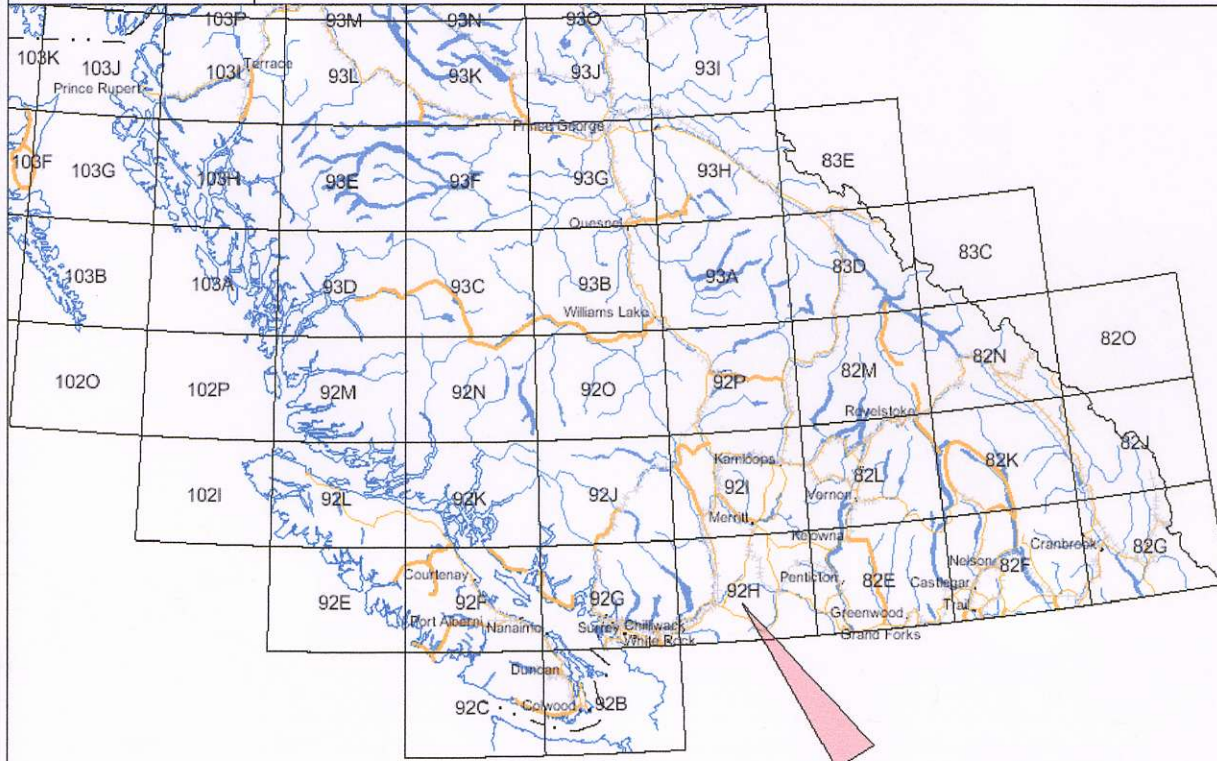 103P 93M 93N 93O
103K 103J 103I Terrace 93L 93K 93J 93I
Prince Rupert
Prince George
103F 103G 103H 93E 93F 93G 93H 83E
Quesnel
103B 103A 93D 93C 93B 93A 83D 83C
Williams Lake
102O 102P 92M 92N 92O 92P 82M 82N 82O
Revelstoke
102I 92L 92K 92J Kamloops 92I 82L 82K 82J
Vernon
Merritt
Kelowna
92E Courtenay 92F 92G 92H Penticton 82E Nelson 82F Cranbrook 82G
Castlegar
Port Alberni Nanaimo Surrey Chilliwack Greenwood Trail
White Rock Grand Forks
Duncan
92C Colwood 92B